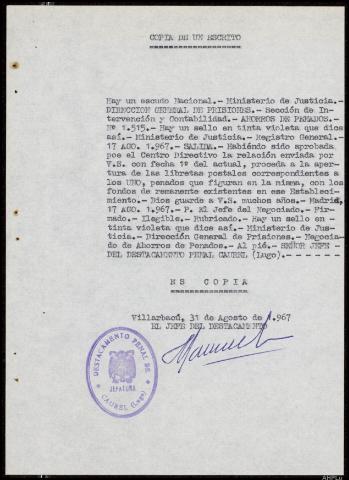 COPIA DE UN ESCRITO
Hay un escudo Nacional.- Ministerio de Justicia.-
DIRECCION GENERAL DE PRISIONES.- Sección de In-
tervención y Contabilidad.- AHORROS DE PENADOS.-
Nº 1.515.- Hay un sello en tinta violeta que dice
así.- Ministerio de Justicia.- Registro General.-
17 AGO. 1.967.- SALIDA.- Habiéndo sido aprobada
poe el Centro Directivo la relación enviada por
V.S. con fecha 1º del actual, proceda a la aper-
tura de las libretas postales correspondientes a
los UNO, penados que figuran en la misma, con los
fondos de remanente existentes en ese Estableci-
miento.- Dios guarde a V.S. muchos años.- Madrid,
17 AGO. 1.967.- P. El Jefe del Negociado.- Fir-
mado.- Ilegible.- Rubricado.- Hay un sello en -
tinta violeta que dice así.- Ministerio de Jus-
ticia.- Dirección General de Prisiones.- Negocia-
do de Ahorros de Penados.- Al pié.- SEÑOR JEFE -
DEL DESTACAMENTO PENAL CAUREL (Lugo).- - - - - -
ES COPIA
Villarbacú, 31 de Agosto de 1.967
EL JEFE DEL DESTACAMENTO
DESTACAMENTO PENAL DE
JEFATURA
CAUREL (Lugo)
AHPLu